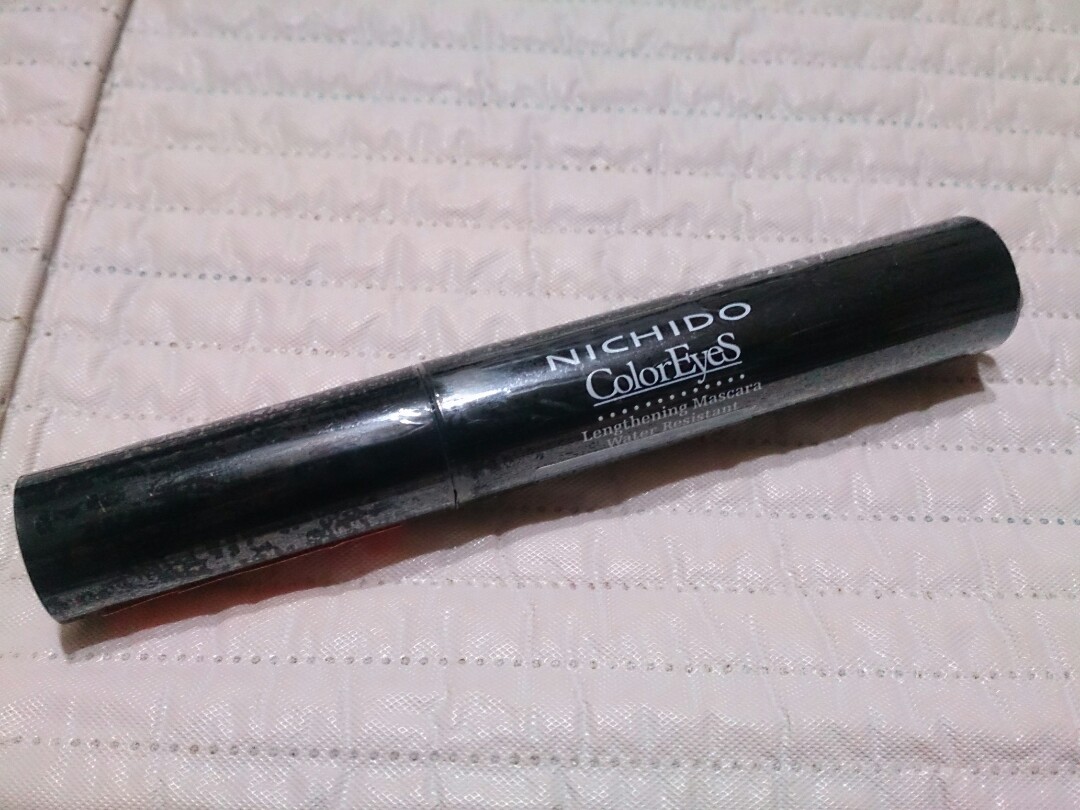 NICHIDO
ColorEyeS
Lengthening Mascara
Water Resistant